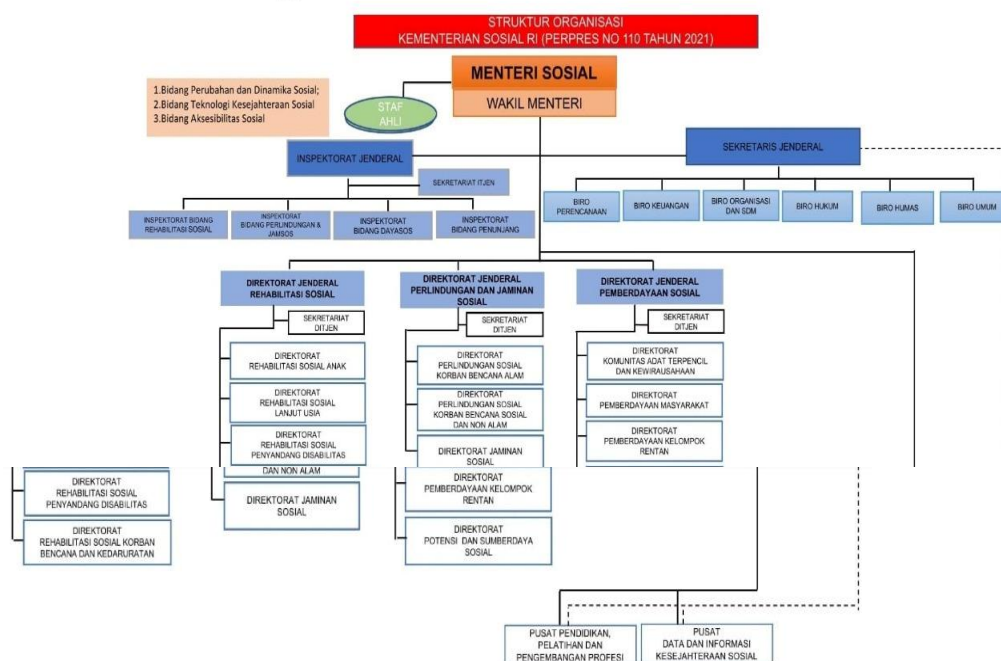 STRUKTUR ORGANISASI
KEMENTERIAN SOSIAL RI (PERPRES NO 110 TAHUN 2021)
MENTERI SOSIAL
WAKIL MENTERI
1.Bidang Perubahan dan Dinamika Sosial;
2.Bidang Teknologi Kesejahteraan Sosial
3.Bidang Aksesibilitas Sosial
STAF
AHLI
INSPEKTORAT JENDERAL
SEKRETARIS JENDERAL
SEKRETARIAT ITJEN
INSPEKTORAT BIDANG
REHABILITASI SOSIAL
INSPEKTORAT
BIDANG PERLINDUNGAN &
JAMSOS
INSPEKTORAT
BIDANG DAYASOS
INSPEKTORAT
BIDANG PENUNJANG
BIRO
PERENCANAAN
BIRO KEUANGAN
BIRO ORGANISASI
DAN SDM
BIRO HUKUM
BIRO HUMAS
BIRO UMUM
DIREKTORAT JENDERAL
REHABILITASI SOSIAL
SEKRETARIAT
DITJEN
DIREKTORAT
REHABILITASI SOSIAL ANAK
DIREKTORAT
REHABILITASI SOSIAL
LANJUT USIA
DIREKTORAT
REHABILITASI SOSIAL
PENYANDANG DISABILITAS
DIREKTORAT JENDERAL
PERLINDUNGAN DAN JAMINAN
SOSIAL
SEKRETARIAT
DITJEN
DIREKTORAT
PERLINDUNGAN SOSIAL
KORBAN BENCANA ALAM
DIREKTORAT
PERLINDUNGAN SOSIAL
KORBAN BENCANA SOSIAL
DAN NON ALAM
DIREKTORAT JAMINAN
SOSIAL
DIREKTORAT JENDERAL
PEMBERDAYAAN SOSIAL
SEKRETARIAT
DITJEN
DIREKTORAT
KOMUNITAS ADAT TERPENCIL
DAN KEWIRAUSAHAAN
DIREKTORAT
PEMBERDAYAAN MASYARAKAT
DIREKTORAT
PEMBERDAYAAN KELOMPOK
RENTAN
DIREKTORAT
REHABILITASI SOSIAL
PENYANDANG DISABILITAS
DIREKTORAT
REHABILITASI SOSIAL KORBAN
BENCANA DAN KEDARURATAN
DAN NON ALAM
DIREKTORAT JAMINAN
SOSIAL
DIREKTORAT
PEMBERDAYAAN KELOMPOK
RENTAN
DIREKTORAT
POTENSI DAN SUMBERDAYA
SOSIAL
PUSAT PENDIDIKAN,
PELATIHAN DAN
PENGEMBANGAN PROFESI
PUSAT
DATA DAN INFORMASI
KESEJAHTERAAN SOSIAL